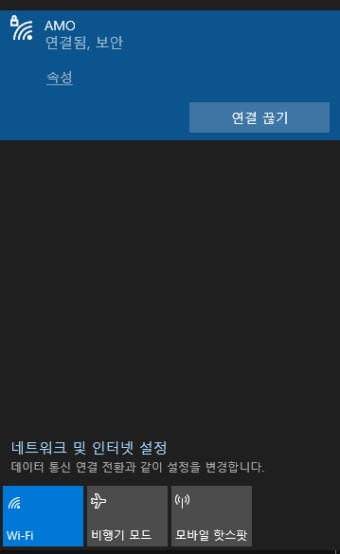 AMO
연결됨, 보안
속성
연결 끊기
네트워크 및 인터넷 설정
데이터 통신 연결 전환과 같이 설정을 변경합니다.
Wi-Fi
비행기 모드
모바일 핫스팟